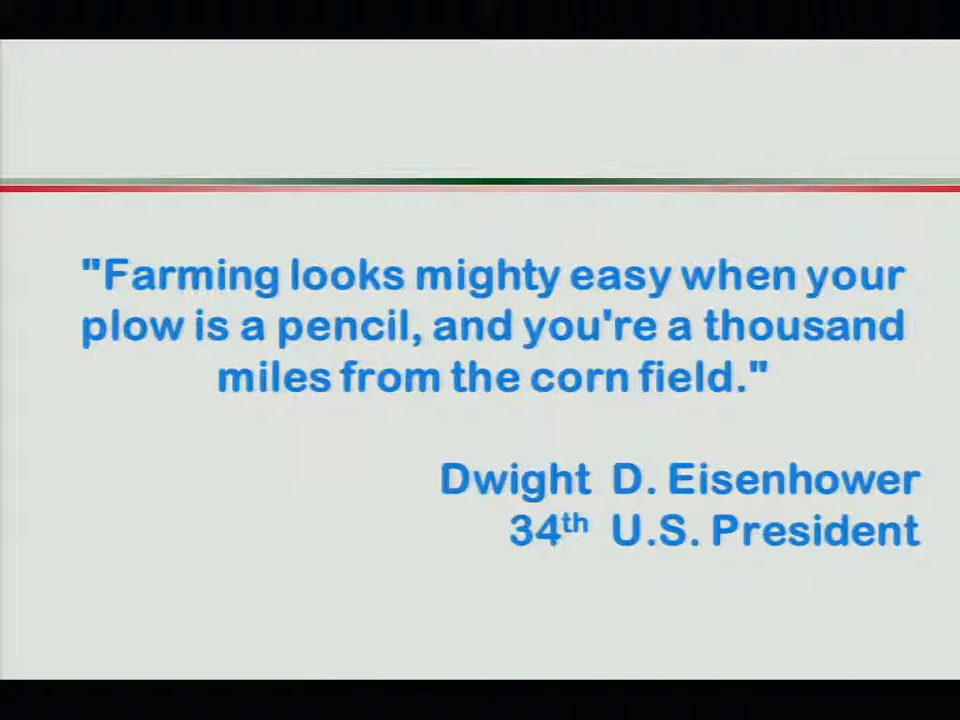 "Farming looks mighty easy when your
plow is a pencil, and you're a thousand
miles from the corn field."
Dwight D. Eisenhower
34th U.S. President